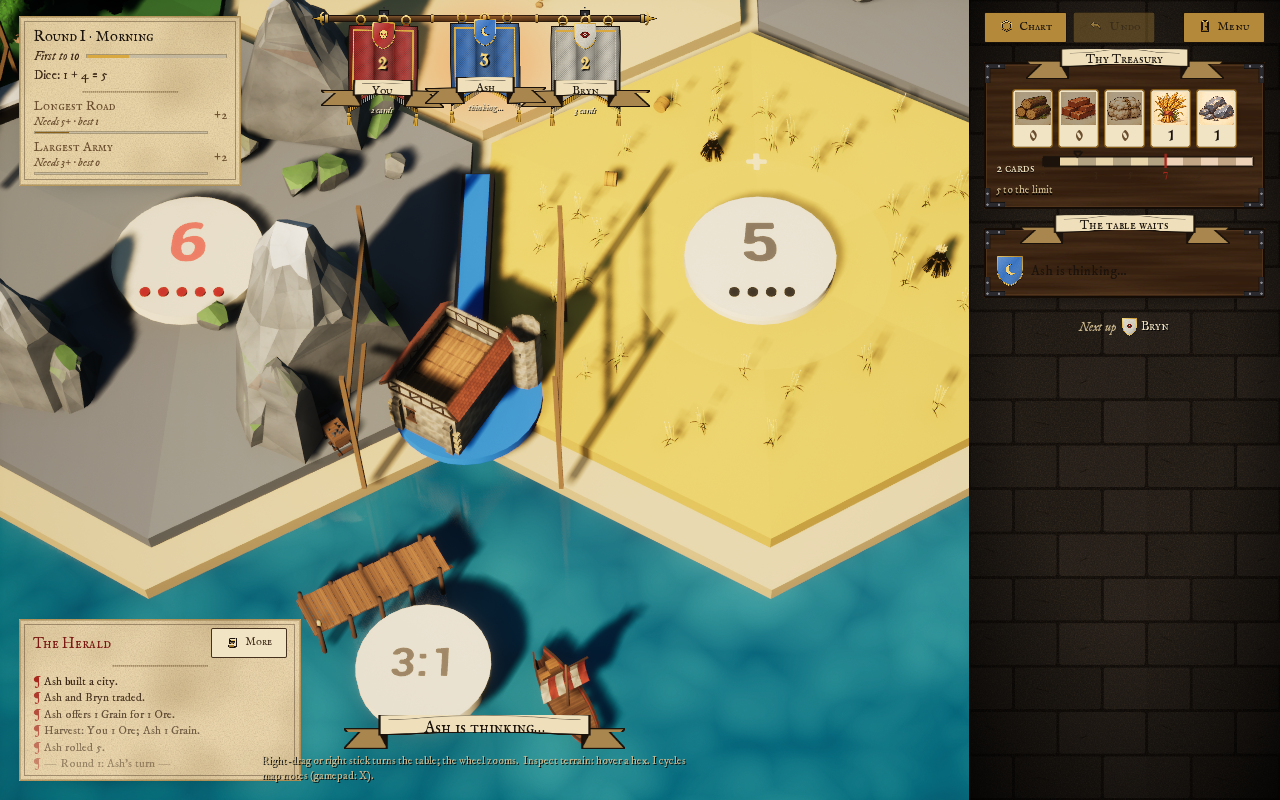 Round I · Morning
First to 10
Dice: 1 + 4 = 5
Longest Road
Needs 5+ · best 1
+2
Largest Army
Needs 3+ · best 0
+2
2
You
2 cards
3
Ash
thinking...
2
Bryn
3 cards
Chart
Undo
Menu
Thy Treasury
0
0
0
1
1
2 cards
7
5 to the limit
The table waits
Ash is thinking...
Next up Bryn
6
5
3:1
The Herald
More
¶ Ash built a city.
¶ Ash and Bryn traded.
¶ Ash offers 1 Grain for 1 Ore.
¶ Harvest: You 1 Ore; Ash 1 Grain.
¶ Ash rolled 5.
¶ — Round 1: Ash's turn —
Ash is thinking...
Right-drag or right stick turns the table; the wheel zooms. Inspect terrain: hover a hex. I cycles
map notes (gamepad: X).